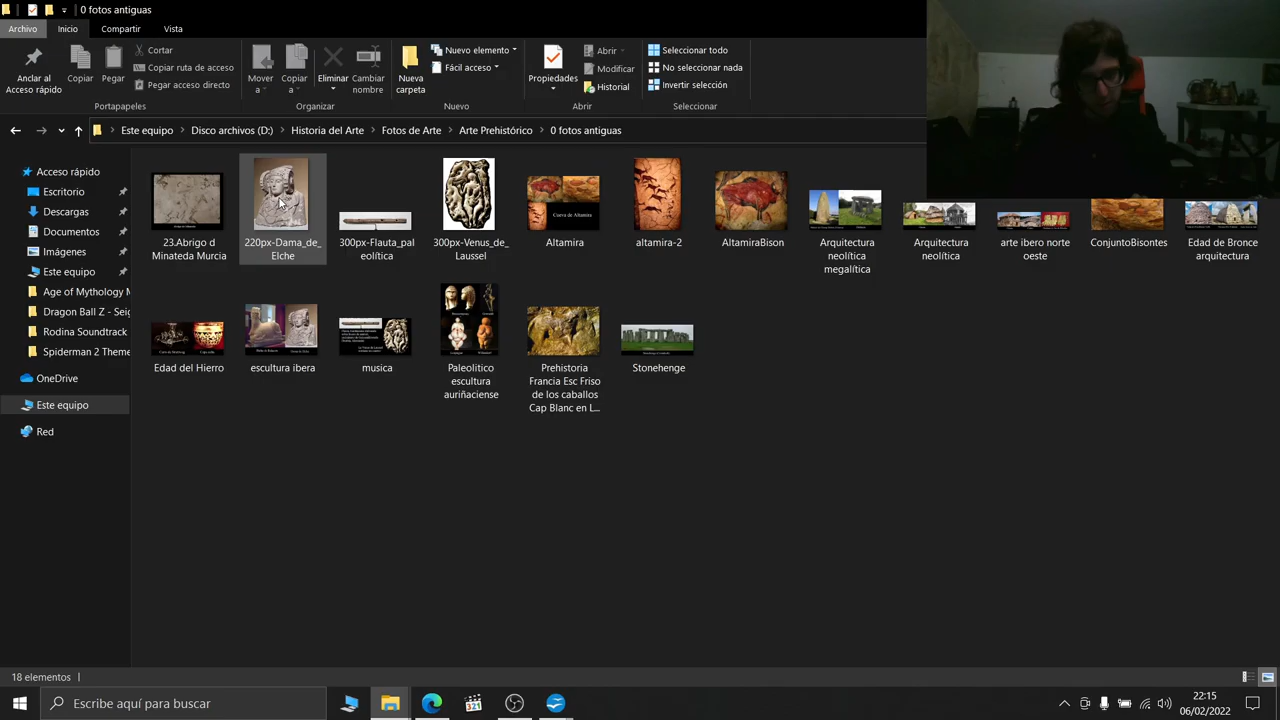 0 fotos antiguas
Archivo Inicio Compartir Vista
Anclar al Acceso rápido
Copiar
Pegar
Cortar
Copiar ruta de acceso
Pegar acceso directo
Portapapeles
Mover a
Copiar a
Eliminar
Cambiar nombre
Organizar
Nueva carpeta
Nuevo elemento
Fácil acceso
Nuevo
Propiedades
Abrir
Modificar
Historial
Abrir
Seleccionar todo
No seleccionar nada
Invertir selección
Seleccionar
Este equipo Disco archivos (D:) Historia del Arte Fotos de Arte Arte Prehistórico 0 fotos antiguas
Acceso rápido
Escritorio
Descargas
Documentos
Imágenes
Este equipo
Age of Mythology M
Dragon Ball Z - Seig
Rodina Soundtrack
Spiderman 2 Theme
OneDrive
Este equipo
Red
23.Abrigo d
Minateda Murcia
220px-Dama_de_
Elche
300px-Flauta_pal
eolítica
300px-Venus_de_
Laussel
Cueva de Altamira
Altamira
altamira-2
AltamiraBison
Arquitectura
neolítica
megalítica
Arquitectura
neolítica
arte ibero norte
oeste
ConjuntoBisontes
Edad de Bronce
arquitectura
Edad del Hierro
escultura ibera
musica
Paleolítico
escultura
auriñaciense
Prehistoria
Francia Esc Friso
de los caballos
Cap Blanc en L...
Stonehenge
18 elementos
Escribe aquí para buscar
321
22:15
06/02/2022